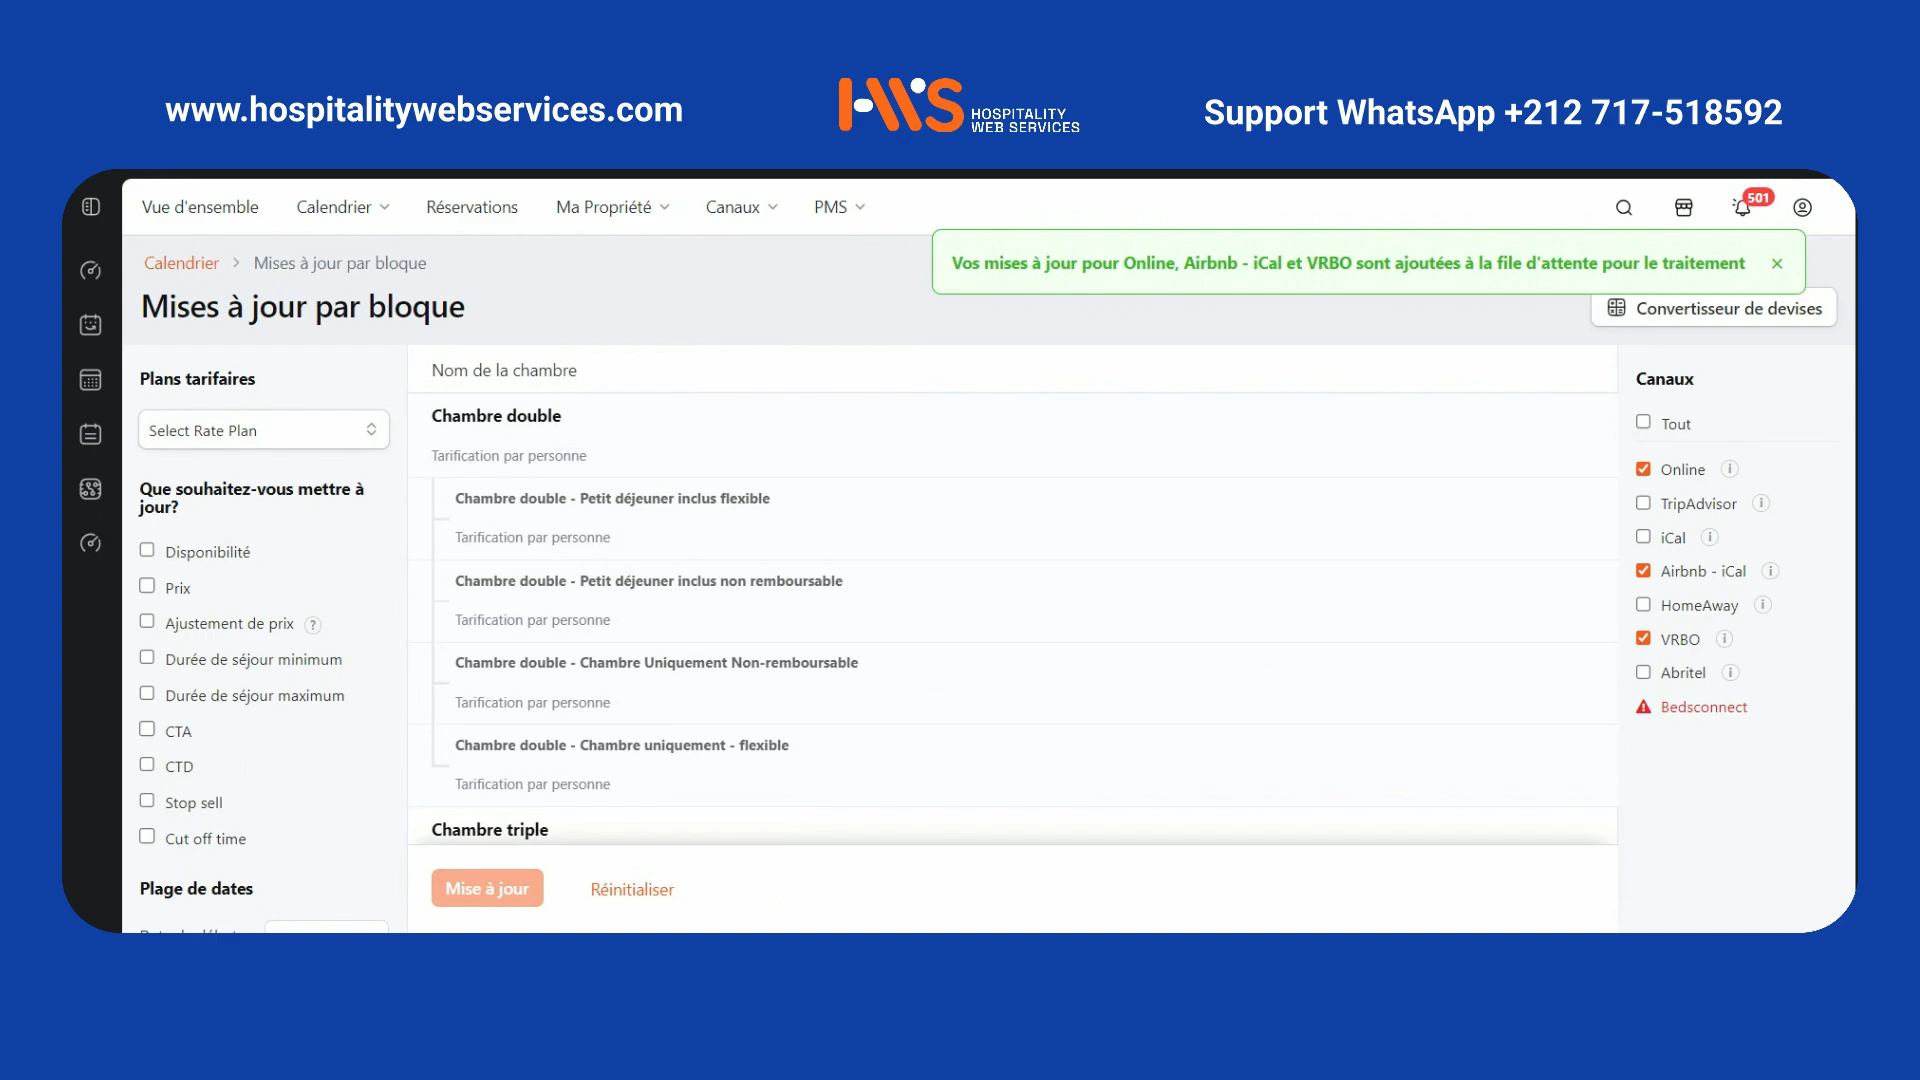 www.hospitalitywebservices.com
HWS
HOSPITALITY
WEB SERVICES
Support WhatsApp +212 717-518592
Vue d'ensemble
Calendrier
Réservations
Ma Propriété
Canaux
PMS
501
Calendrier > Mises à jour par bloque
Vos mises à jour pour Online, Airbnb - iCal et VRBO sont ajoutées à la file d'attente pour le traitement
Mises à jour par bloque
Convertisseur de devises
Plans tarifaires
Select Rate Plan
Que souhaitez-vous mettre à
jour?
Disponibilité
Prix
Ajustement de prix ?
Durée de séjour minimum
Durée de séjour maximum
CTA
CTD
Stop sell
Cut off time
Plage de dates
Nom de la chambre
Chambre double
Tarification par personne
Chambre double - Petit déjeuner inclus flexible
Tarification par personne
Chambre double - Petit déjeuner inclus non remboursable
Tarification par personne
Chambre double - Chambre Uniquement Non-remboursable
Tarification par personne
Chambre double - Chambre uniquement - flexible
Tarification par personne
Chambre triple
Mise à jour
Réinitialiser
Canaux
Tout
Online i
TripAdvisor i
iCal i
Airbnb - iCal i
HomeAway i
VRBO i
Abritel i
Bedsconnect